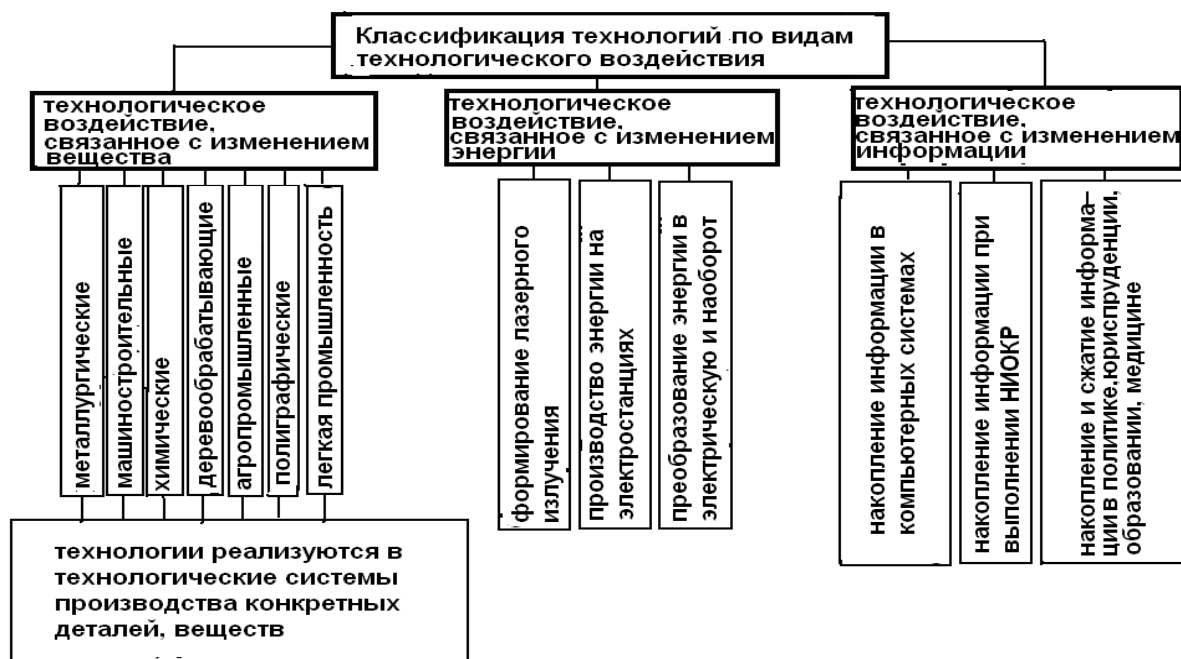 Классификация технологий по видам
технологического воздействия
технологическое
воздействие,
связанное с изменением
вещества
технологическое
воздействие,
связанное с изменением
энергии
технологическое
воздействие,
связанное с изменением
информации
металлургические
машиностроительные
химические
деревообрабатывающие
агропромышленные
полиграфические
легкая промышленность
формирование лазерного
излучения
производство энергии на
электростанциях
преобразование энергии в
электрическую и наоборот
накопление информации в
компьютерных системах
накопление информации при
выполнении НИОКР
накопление и сжатие информа–
ции в политике,юриспруденции,
образовании, медицине
технологии реализуются в
технологические системы
производства конкретных
деталей, веществ